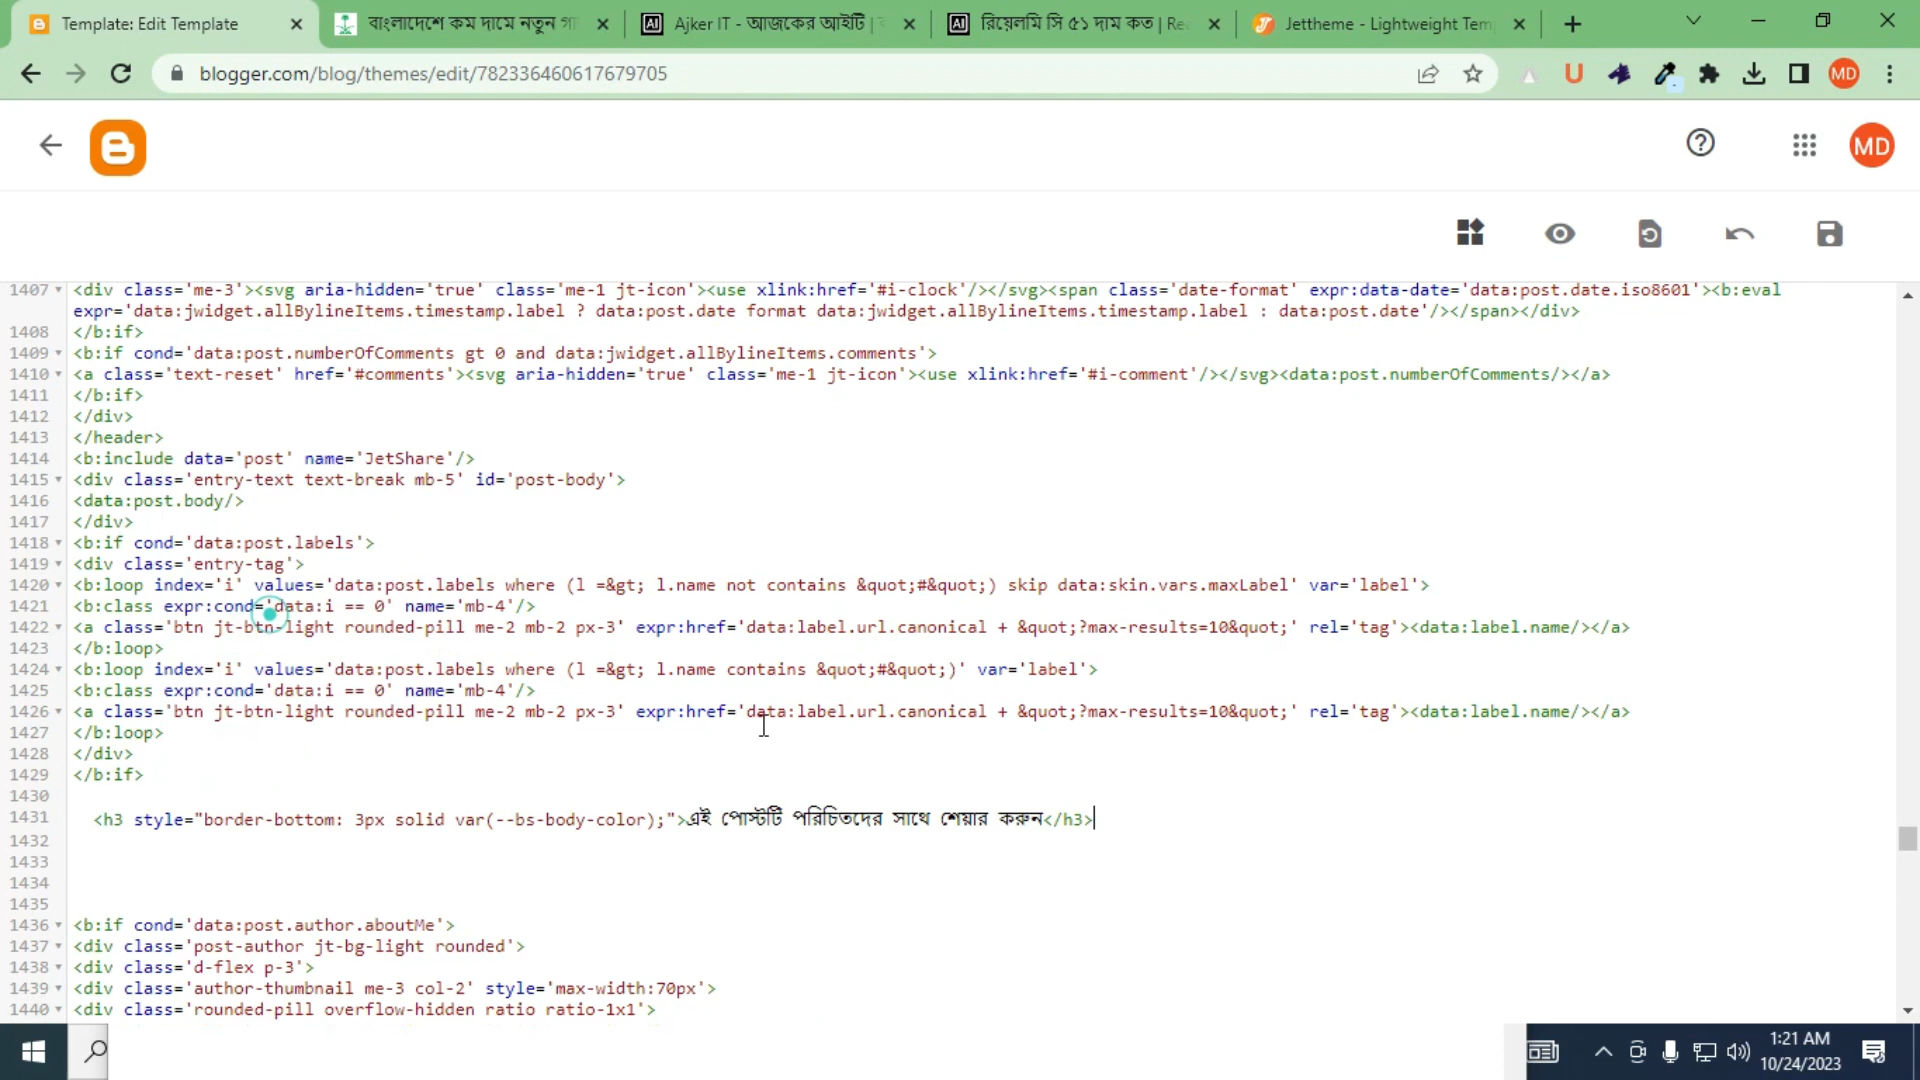 Template: Edit Template
বাংলাদেশে কম দামে নতুন গা
Ajker IT - আজকের আইটি |
রিয়েলমি সি ৫১ দাম কত | Re
Jettheme - Lightweight Tem
blogger.com/blog/themes/edit/782336460617679705
MD
MD
1407 <div class='me-3'><svg aria-hidden='true' class='me-1 jt-icon'><use xlink:href='#i-clock'/></svg><span class='date-format' expr:data-date='data:post.date.iso8601'><b:eval
expr='data:jwidget.allBylineItems.timestamp.label ? data:post.date format data:jwidget.allBylineItems.timestamp.label : data:post.date'/></span></div>
1408 </b:if>
1409 <b:if cond='data:post.numberOfComments gt 0 and data:jwidget.allBylineItems.comments'>
1410 <a class='text-reset' href='#comments'><svg aria-hidden='true' class='me-1 jt-icon'><use xlink:href='#i-comment'/></svg><data:post.numberOfComments/></a>
1411 </b:if>
1412 </div>
1413 </header>
1414 <b:include data='post' name='JetShare'/>
1415 <div class='entry-text text-break mb-5' id='post-body'>
1416 <data:post.body/>
1417 </div>
1418 <b:if cond='data:post.labels'>
1419 <div class='entry-tag'>
1420 <b:loop index='i' values='data:post.labels where (l =&gt; l.name not contains &quot;#&quot;) skip data:skin.vars.maxLabel' var='label'>
1421 <b:class expr:cond='data:i == 0' name='mb-4'/>
1422 <a class='btn jt-btn-light rounded-pill me-2 mb-2 px-3' expr:href='data:label.url.canonical + &quot;?max-results=10&quot;' rel='tag'><data:label.name/></a>
1423 </b:loop>
1424 <b:loop index='i' values='data:post.labels where (l =&gt; l.name contains &quot;#&quot;)' var='label'>
1425 <b:class expr:cond='data:i == 0' name='mb-4'/>
1426 <a class='btn jt-btn-light rounded-pill me-2 mb-2 px-3' expr:href='data:label.url.canonical + &quot;?max-results=10&quot;' rel='tag'><data:label.name/></a>
1427 </b:loop>
1428 </div>
1429 </b:if>
1430
1431 <h3 style="border-bottom: 3px solid var(--bs-body-color);">এই পোস্টটি পরিচিতদের সাথে শেয়ার করুন</h3>
1432
1433
1434
1435
1436 <b:if cond='data:post.author.aboutMe'>
1437 <div class='post-author jt-bg-light rounded'>
1438 <div class='d-flex p-3'>
1439 <div class='author-thumbnail me-3 col-2' style='max-width:70px'>
1440 <div class='rounded-pill overflow-hidden ratio ratio-1x1'>
1:21 AM
10/24/2023